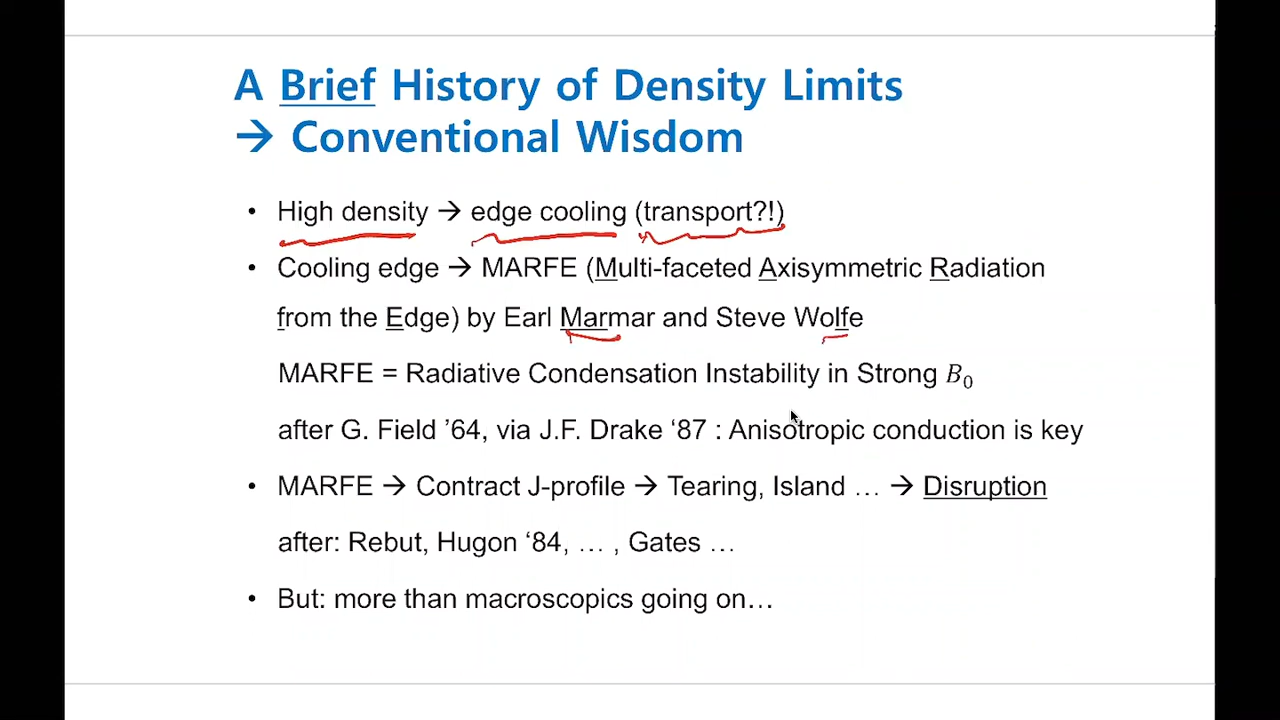 A Brief History of Density Limits
→ Conventional Wisdom
• High density → edge cooling (transport?!)
• Cooling edge → MARFE (Multi-faceted Axisymmetric Radiation
from the Edge) by Earl Marmar and Steve Wolfe
MARFE = Radiative Condensation Instability in Strong B₀
after G. Field ’64, via J.F. Drake ‘87 : Anisotropic conduction is key
• MARFE → Contract J-profile → Tearing, Island … → Disruption
after: Rebut, Hugon ‘84, … , Gates …
• But: more than macroscopics going on…